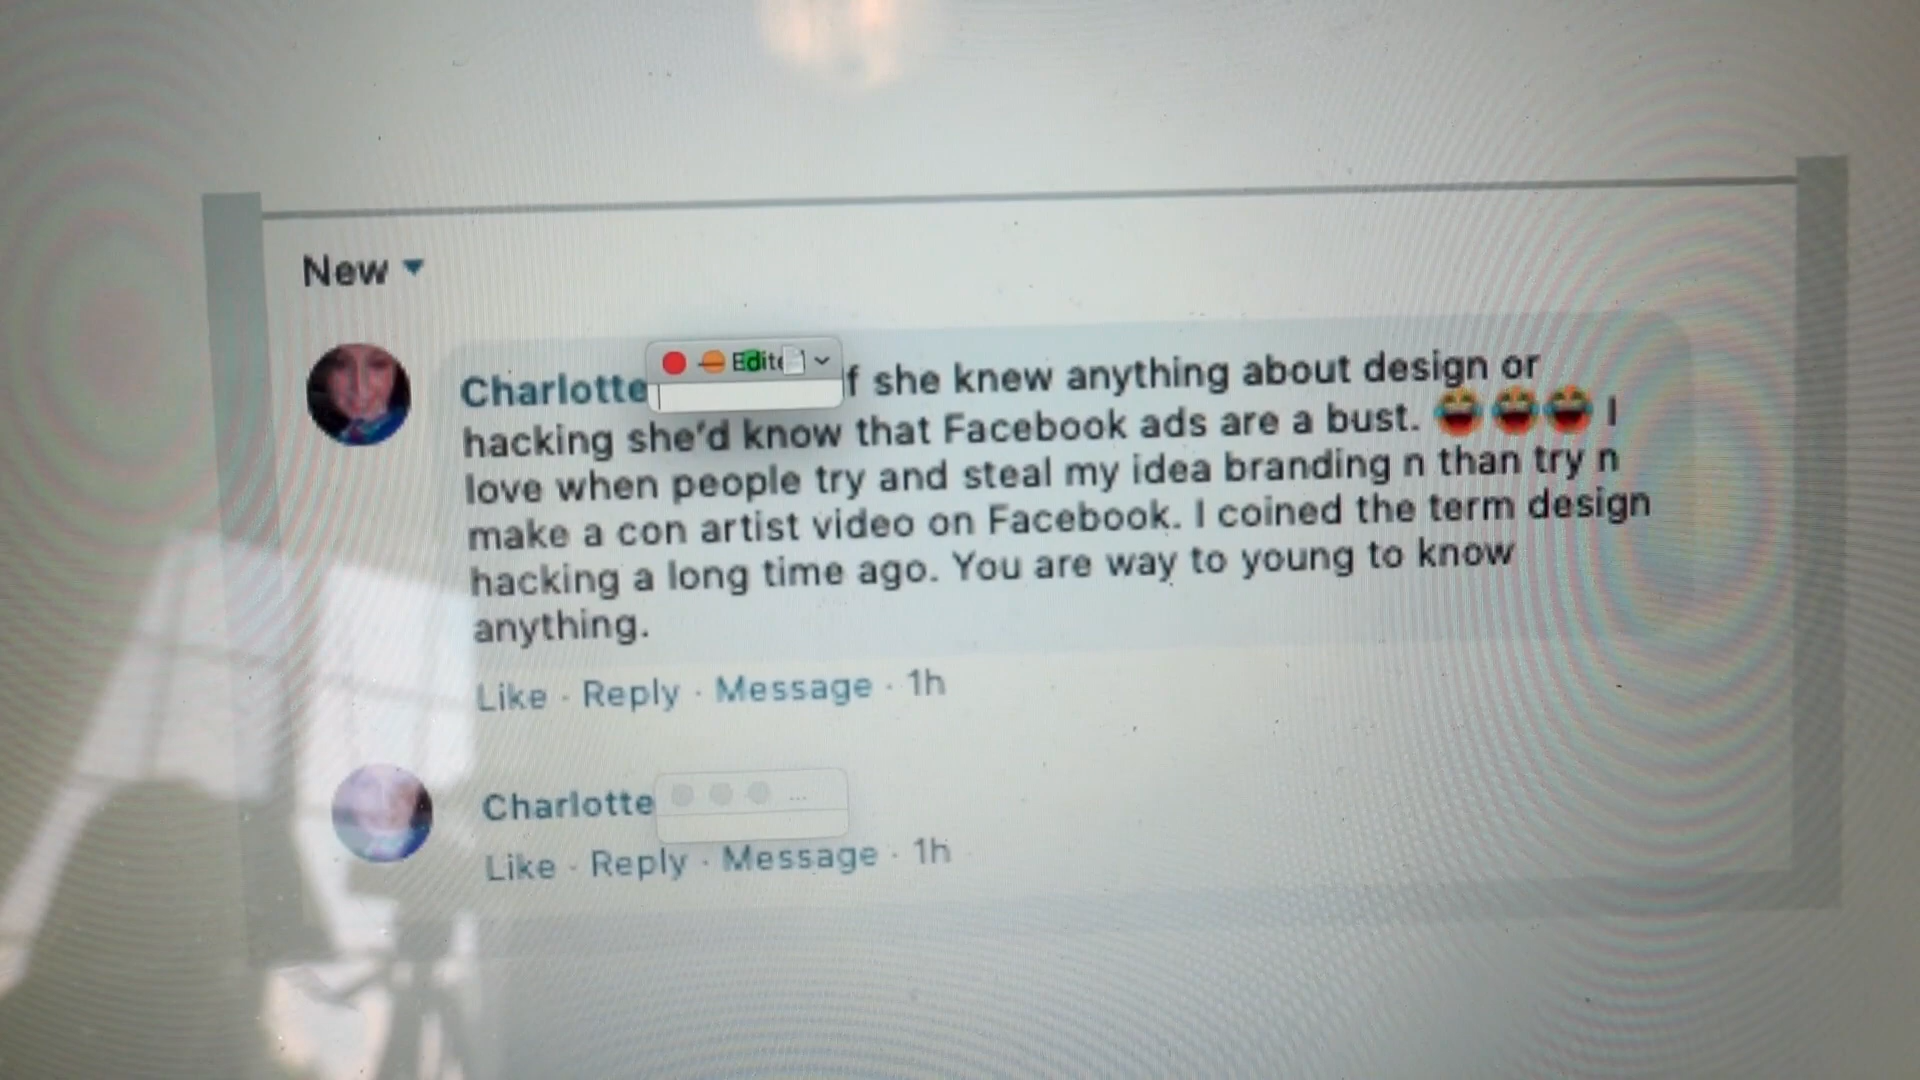 New
Charlotte Edite f she knew anything about design or
hacking she'd know that Facebook ads are a bust. 😂😂😂 I
love when people try and steal my idea branding n than try n
make a con artist video on Facebook. I coined the term design
hacking a long time ago. You are way to young to know
anything.
Like · Reply · Message · 1h
Charlotte ...
Like · Reply · Message · 1h